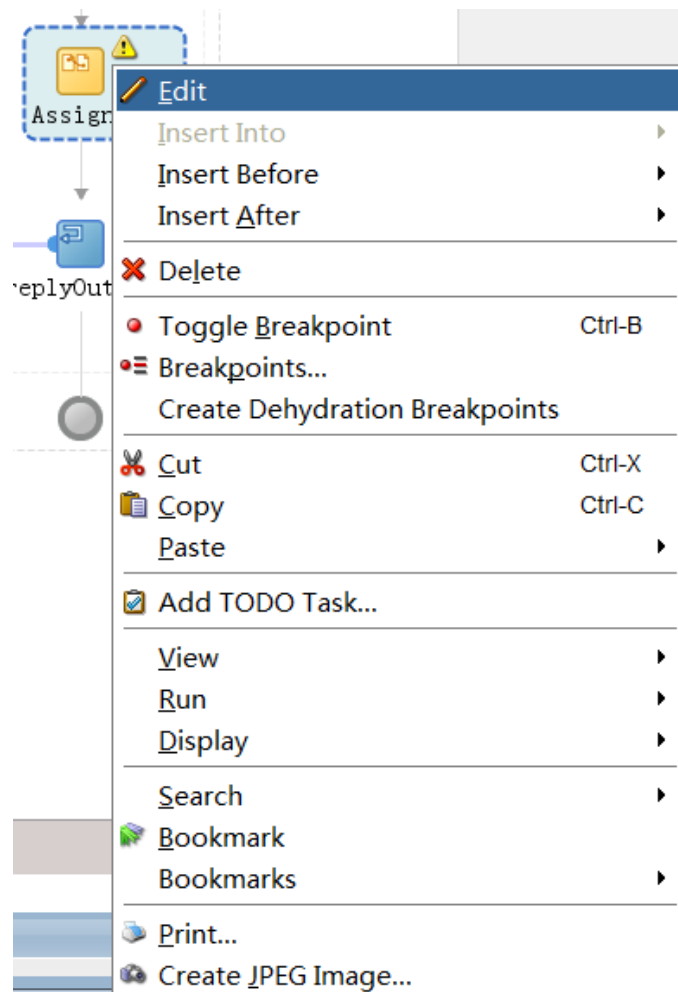 Edit
Assign
Insert Into
Insert Before
Insert After
replyOut
Delete
Toggle Breakpoint Ctrl-B
Breakpoints...
Create Dehydration Breakpoints
Cut Ctrl-X
Copy Ctrl-C
Paste
Add TODO Task...
View
Run
Display
Search
Bookmark
Bookmarks
Print...
Create JPEG Image...